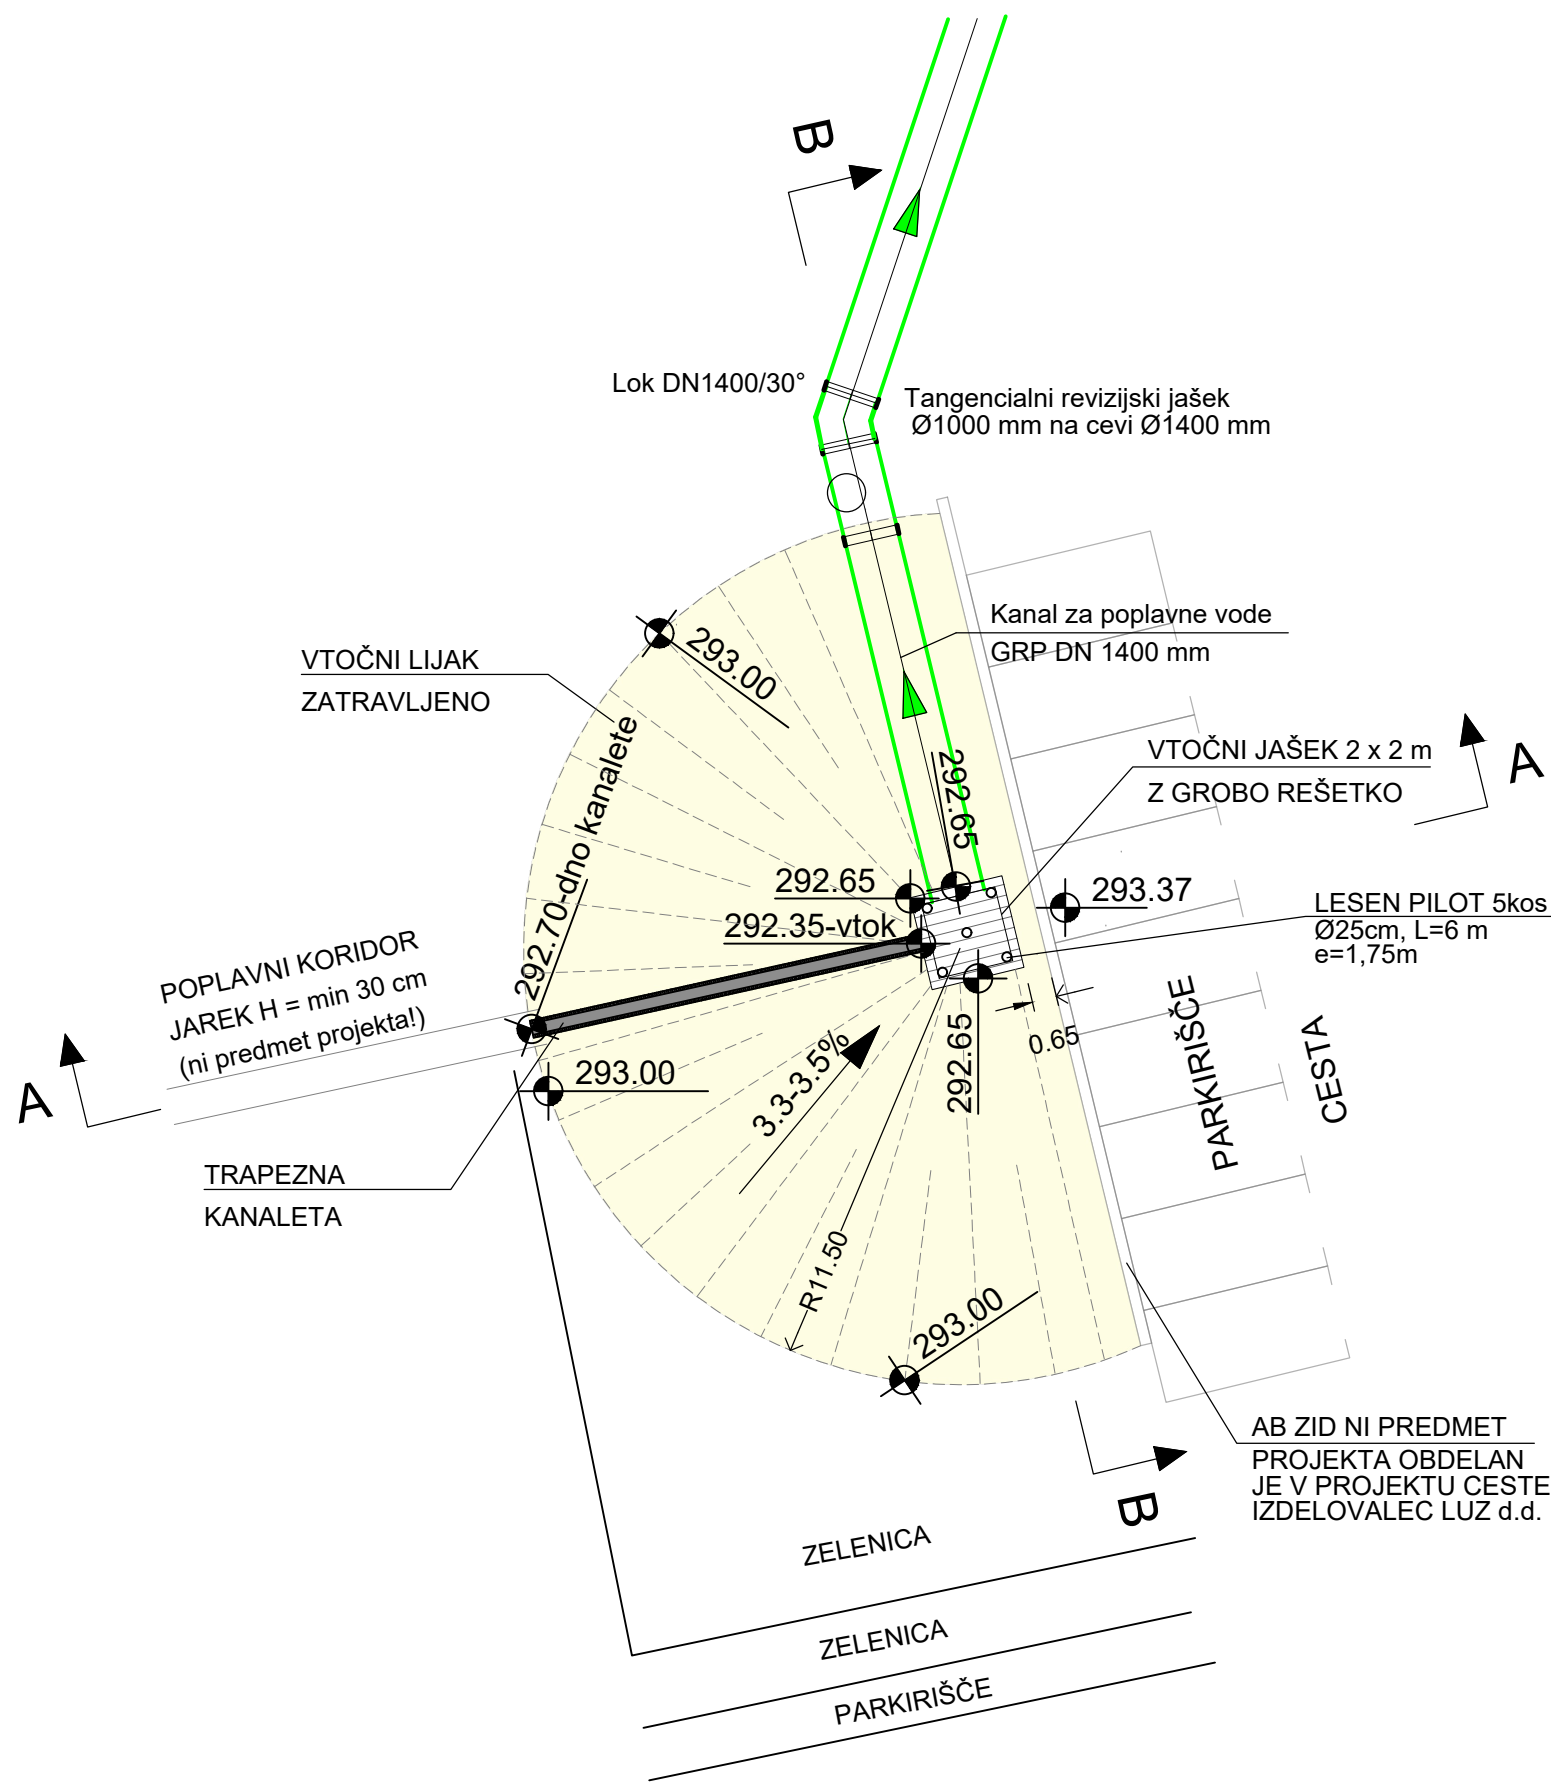 B
Lok DN1400/30°
Tangencialni revizijski jašek
Ø1000 mm na cevi Ø1400 mm
Kanal za poplavne vode
GRP DN 1400 mm
VTOČNI LIJAK
ZATRAVLJENO
293.00
292.70-dno kanalete
292.65
VTOČNI JAŠEK 2 x 2 m
Z GROBO REŠETKO
A
292.65
292.35-vtok
293.37
LESEN PILOT 5kos
Ø25cm, L=6 m
e=1,75m
POPLAVNI KORIDOR
JAREK H = min 30 cm
(ni predmet projekta!)
A
293.00
3.3-3.5%
292.65
0.65
PARKIRIŠČE
CESTA
TRAPEZNA
KANALETA
R11.50
293.00
AB ZID NI PREDMET
PROJEKTA OBDELAN
JE V PROJEKTU CESTE
IZDELOVALEC LUZ d.d.
B
ZELENICA
ZELENICA
PARKIRIŠČE